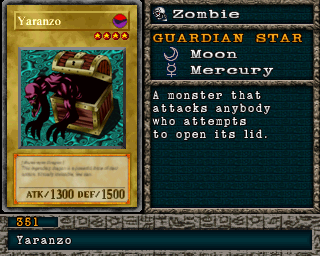 Yaranzo
ATK/1300 DEF/1500
Zombie
GUARDIAN STAR
Moon
Mercury
A monster that
attacks anybody
who attempts
to open its lid.
351
Yaranzo